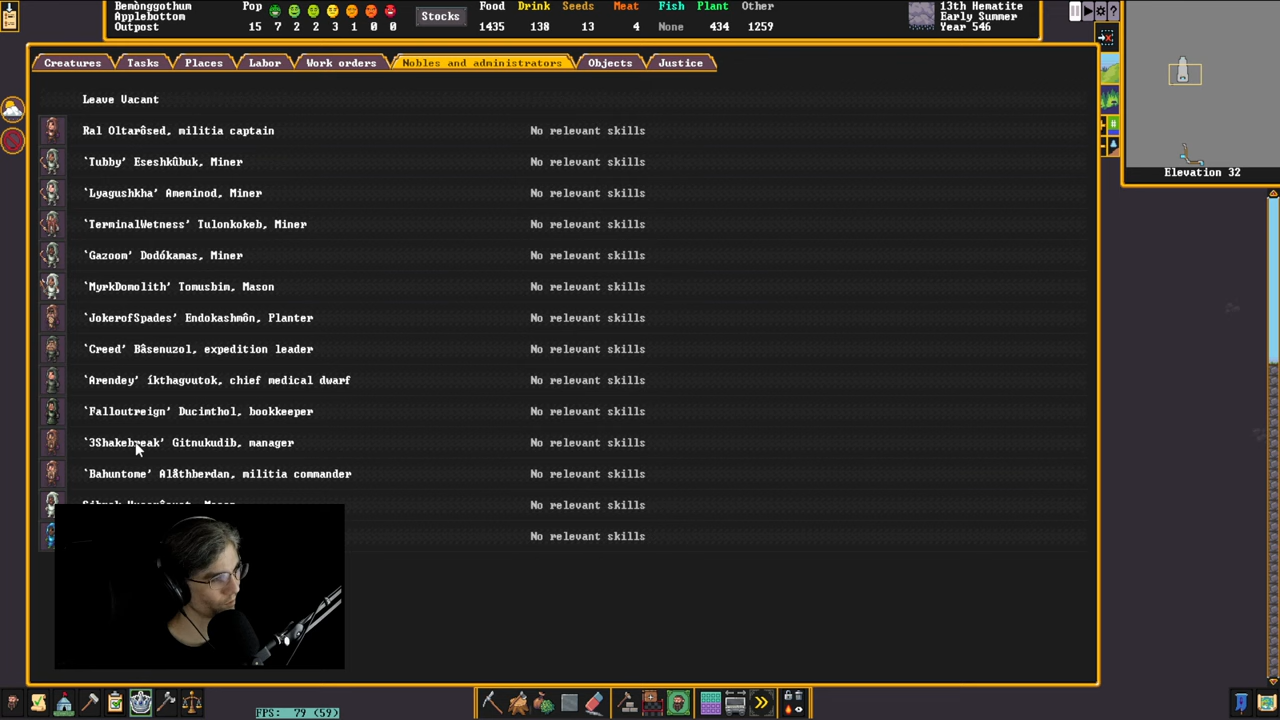 Bemònggothum
Applebottom
Outpost
Pop
15 7 2 2 3 1 0 0
Stocks
Food Drink Seeds Meat Fish Plant Other
1435 138 13 4 None 434 1259
13th Hematite
Early Summer
Year 546
Elevation 32
Creatures Tasks Places Labor Work orders Nobles and administrators Objects Justice
Leave Vacant
Ral Oltarôsed, militia captain No relevant skills
`Tubby' Eseshkûbuk, Miner No relevant skills
`Lyagushkha' Ameminod, Miner No relevant skills
`TerminalWetness' Tulonkokeb, Miner No relevant skills
`Gazoom' Dodókamas, Miner No relevant skills
`MyrkDomolith' Tomusbim, Mason No relevant skills
`JokerofSpades' Endokashmôn, Planter No relevant skills
`Creed' Bâsenuzol, expedition leader No relevant skills
`Arendey' íkthagvutok, chief medical dwarf No relevant skills
`Falloutreign' Ducimthol, bookkeeper No relevant skills
`3Shakebreak' Gitnukudib, manager No relevant skills
`Bahuntome' Alåthberdan, militia commander No relevant skills
No relevant skills
No relevant skills
FPS: 79 (59)